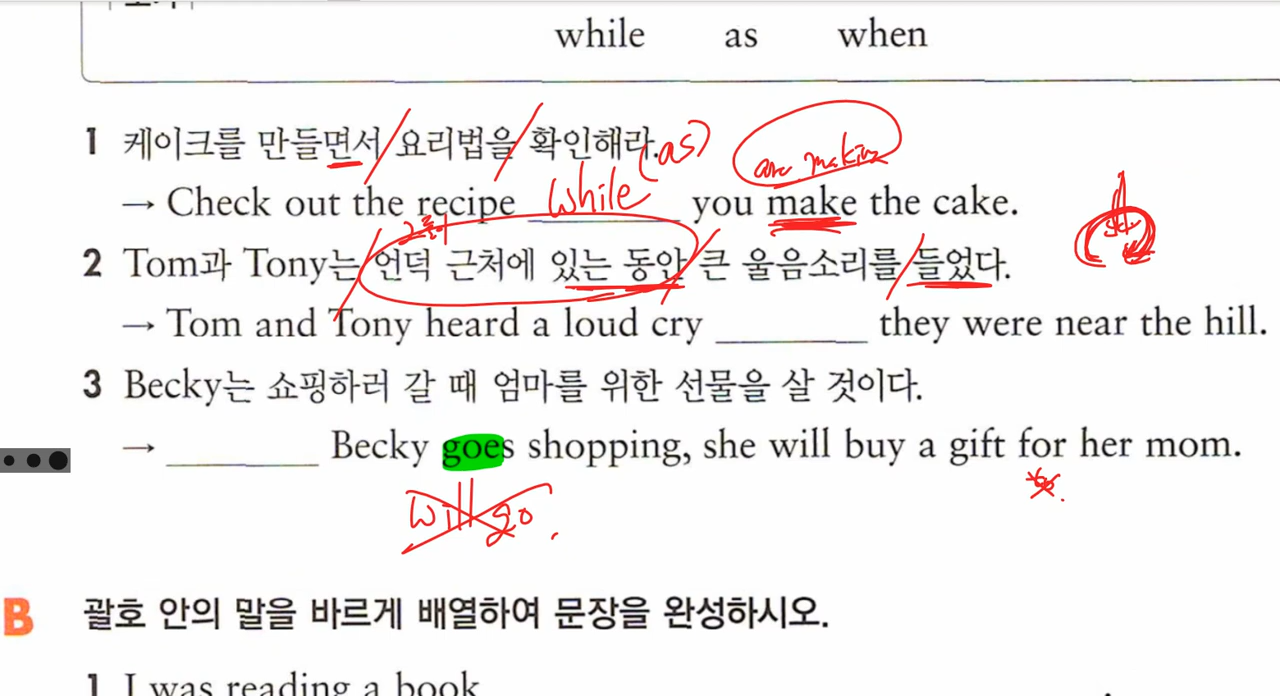 while as when
1 케이크를 만들면서 요리법을 확인해라. (as) are making
→ Check out the recipe while you make the cake.
2 Tom과 Tony는 언덕 근처에 있는 동안 큰 울음소리를 들었다.
→ Tom and Tony heard a loud cry ________ they were near the hill.
3 Becky는 쇼핑하러 갈 때 엄마를 위한 선물을 살 것이다.
→ ________ Becky goes shopping, she will buy a gift for her mom.
will go.
B 괄호 안의 말을 바르게 배열하여 문장을 완성하시오.
1 I was reading a book